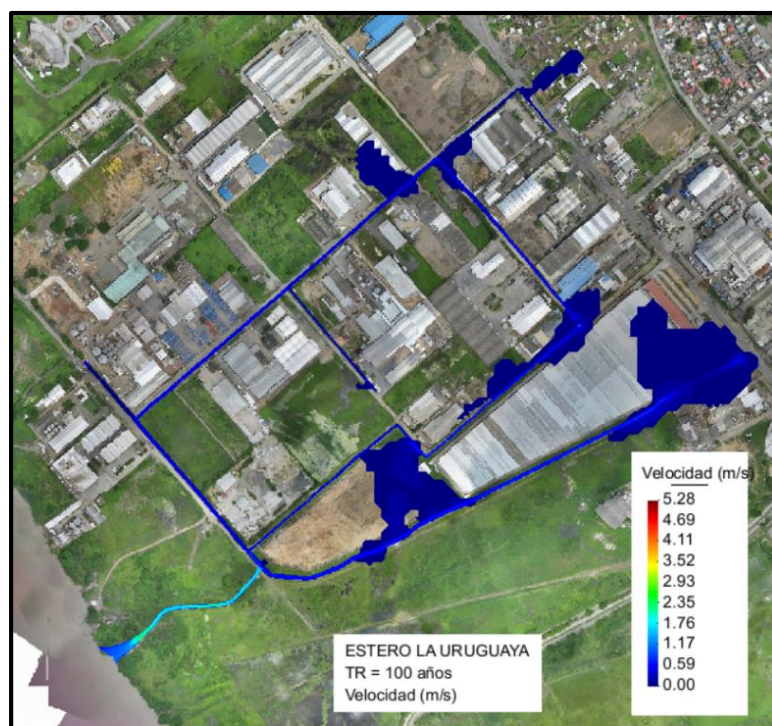 Velocidad (m/s)
5.28
4.69
4.11
3.52
2.93
2.35
1.76
1.17
0.59
0.00
ESTERO LA URUGUAYA
TR = 100 años
Velocidad (m/s)